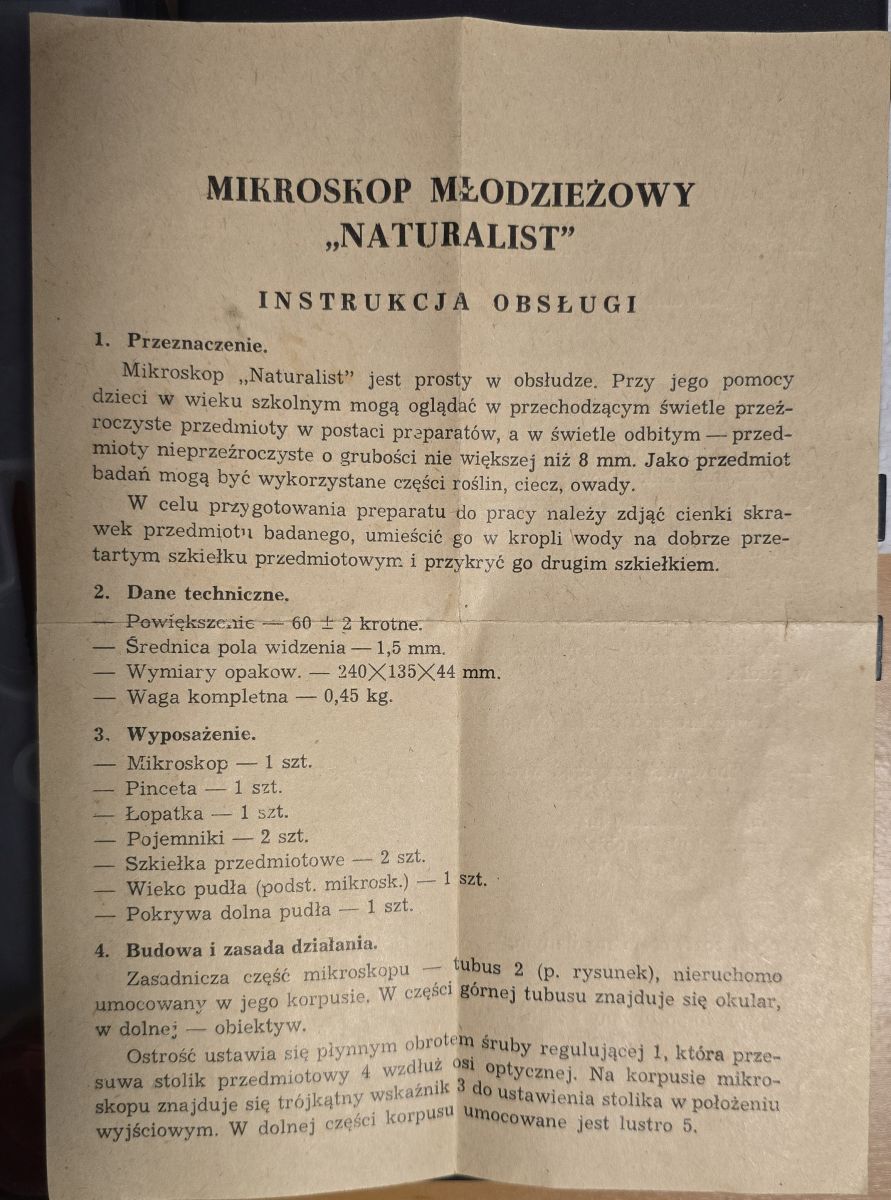 MIKROSKOP MŁODZIEŻOWY
„NATURALIST”
INSTRUKCJA OBSŁUGI
1. Przeznaczenie.
Mikroskop „Naturalist” jest prosty w obsłudze. Przy jego pomocy
dzieci w wieku szkolnym mogą oglądać w przechodzącym świetle przeź-
roczyste przedmioty w postaci preparatów, a w świetle odbitym — przed-
mioty nieprzeźroczyste o grubości nie większej niż 8 mm. Jako przedmiot
badań mogą być wykorzystane części roślin, ciecz, owady.
W celu przygotowania preparatu do pracy należy zdjąć cienki skra-
wek przedmiotu badanego, umieścić go w kropli wody na dobrze prze-
tartym szkiełku przedmiotowym i przykryć go drugim szkiełkiem.
2. Dane techniczne.
— Powiększenie — 60 ± 2 krotne.
— Średnica pola widzenia — 1,5 mm.
— Wymiary opakow. — 240×135×44 mm.
— Waga kompletna — 0,45 kg.
3. Wyposażenie.
— Mikroskop — 1 szt.
— Pinceta — 1 szt.
— Łopatka — 1 szt.
— Pojemniki — 2 szt.
— Szkiełka przedmiotowe — 2 szt.
— Wieko pudła (podst. mikrosk.) — 1 szt.
— Pokrywa dolna pudła — 1 szt.
4. Budowa i zasada działania.
Zasadnicza część mikroskopu — tubus 2 (p. rysunek), nieruchomo
umocowany w jego korpusie. W części górnej tubusu znajduje się okular,
w dolnej — obiektyw.
Ostrość ustawia się płynnym obrotem śruby regulującej 1, która prze-
suwa stolik przedmiotowy 4 wzdłuż osi optycznej. Na korpusie mikro-
skopu znajduje się trójkątny wskaźnik 3 do ustawienia stolika w położeniu
wyjściowym. W dolnej części korpusu umocowane jest lustro 5.